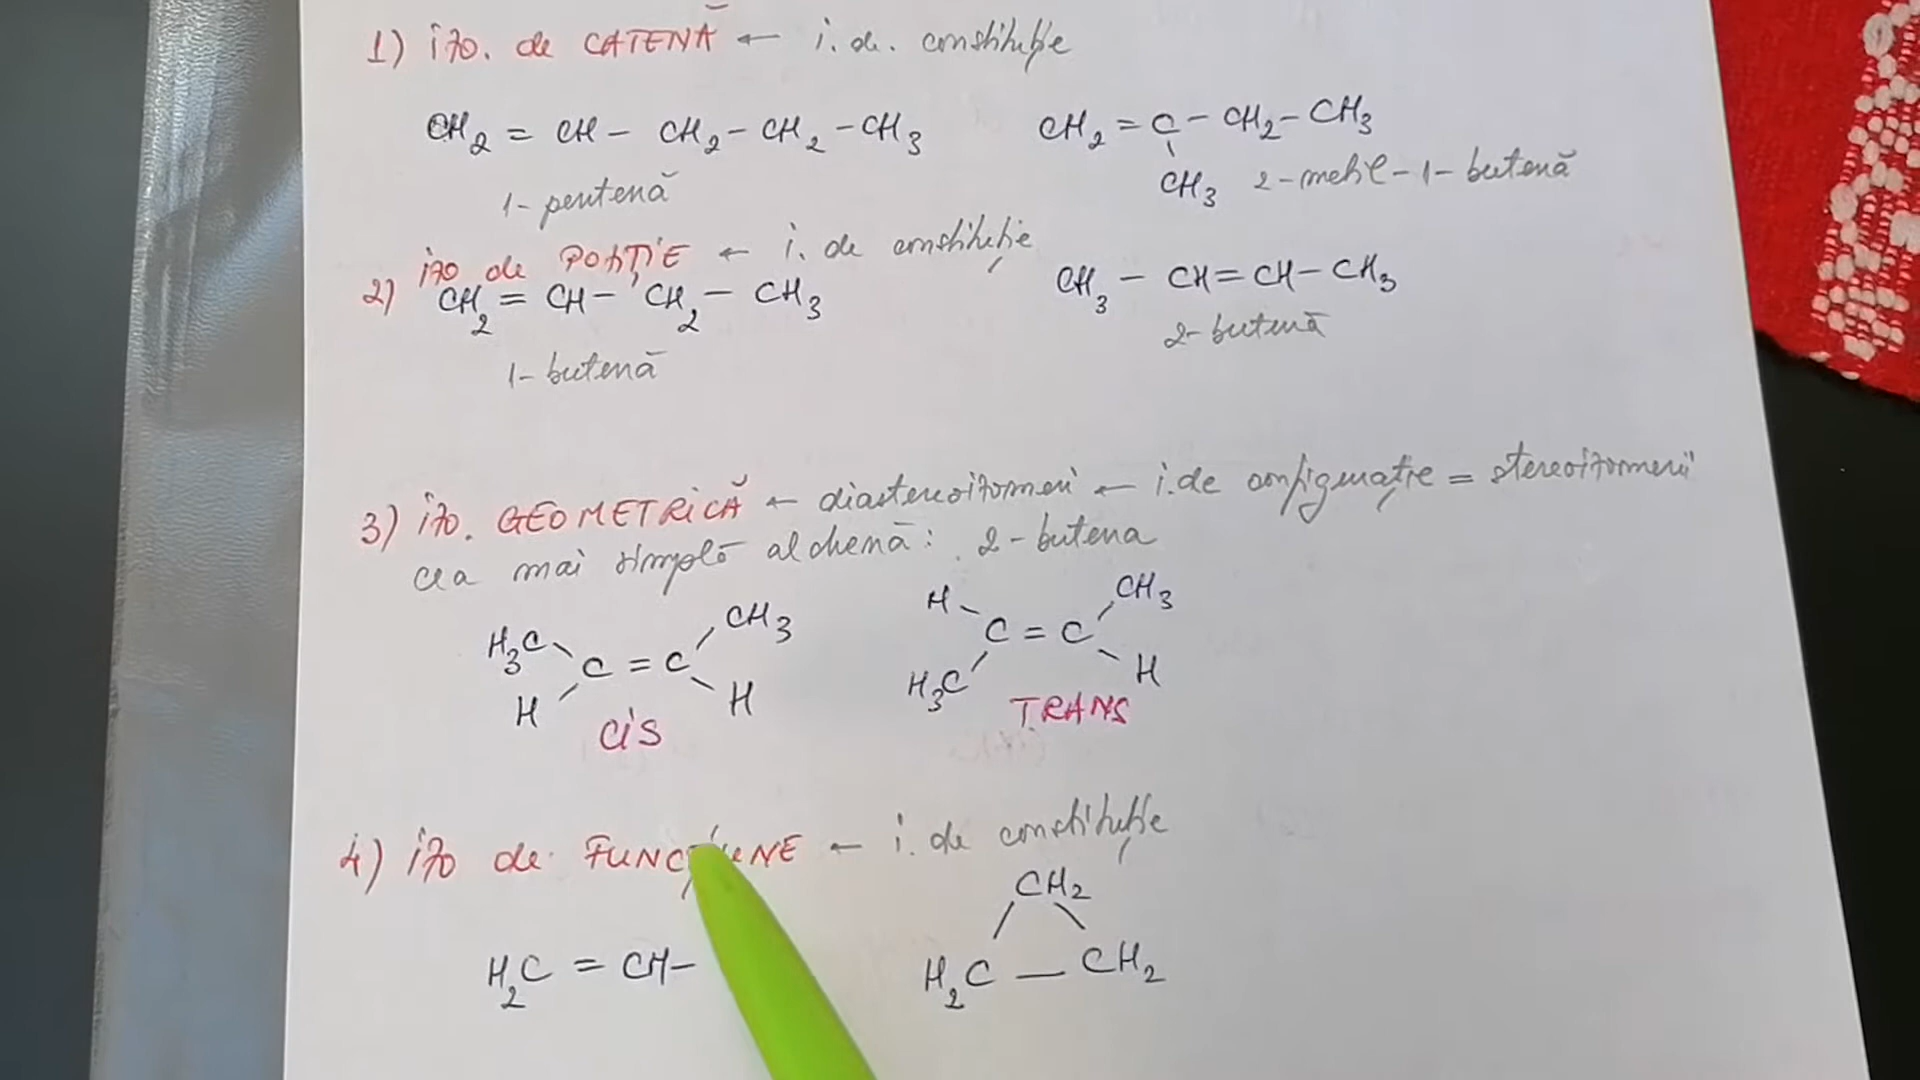 1) izo. de CATENĂ ← i. de. constituție
CH2 = CH - CH2 - CH2 - CH3
1- pentenă
CH2 = C - CH2 - CH3
CH3
2-metil-1-butenă
2) izo de POZIȚIE ← i. de constituție
CH2 = CH - CH2 - CH3
1- butenă
CH3 - CH = CH - CH3
2- butenă
3) izo. GEOMETRICĂ ← diastereoizomeri ← i. de configurație = stereoizomerii
cea mai simplă alchenă: 2-butena
H3C CH3
C = C
H H
CIS
H CH3
C = C
H3C H
TRANS
4) izo de FUNCȚIUNE ← i. de constituție
H2C = CH-
CH2
H2C — CH2